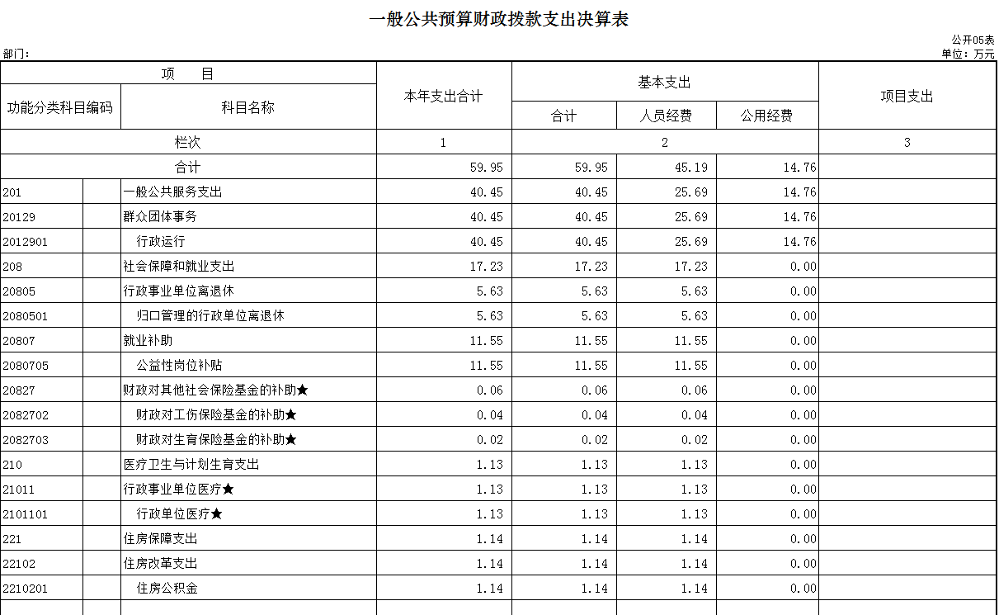 一般公共预算财政拨款支出决算表
公开05表
部门： 单位：万元
项 目 本年支出合计 基本支出 项目支出
功能分类科目编码 科目名称 合计 人员经费 公用经费
栏次 1 2 3
合计 59.95 59.95 45.19 14.76
201 一般公共服务支出 40.45 40.45 25.69 14.76
20129 群众团体事务 40.45 40.45 25.69 14.76
2012901 行政运行 40.45 40.45 25.69 14.76
208 社会保障和就业支出 17.23 17.23 17.23 0.00
20805 行政事业单位离退休 5.63 5.63 5.63 0.00
2080501 归口管理的行政单位离退休 5.63 5.63 5.63 0.00
20807 就业补助 11.55 11.55 11.55 0.00
2080705 公益性岗位补贴 11.55 11.55 11.55 0.00
20827 财政对其他社会保险基金的补助★ 0.06 0.06 0.06 0.00
2082702 财政对工伤保险基金的补助★ 0.04 0.04 0.04 0.00
2082703 财政对生育保险基金的补助★ 0.02 0.02 0.02 0.00
210 医疗卫生与计划生育支出 1.13 1.13 1.13 0.00
21011 行政事业单位医疗★ 1.13 1.13 1.13 0.00
2101101 行政单位医疗★ 1.13 1.13 1.13 0.00
221 住房保障支出 1.14 1.14 1.14 0.00
22102 住房改革支出 1.14 1.14 1.14 0.00
2210201 住房公积金 1.14 1.14 1.14 0.00